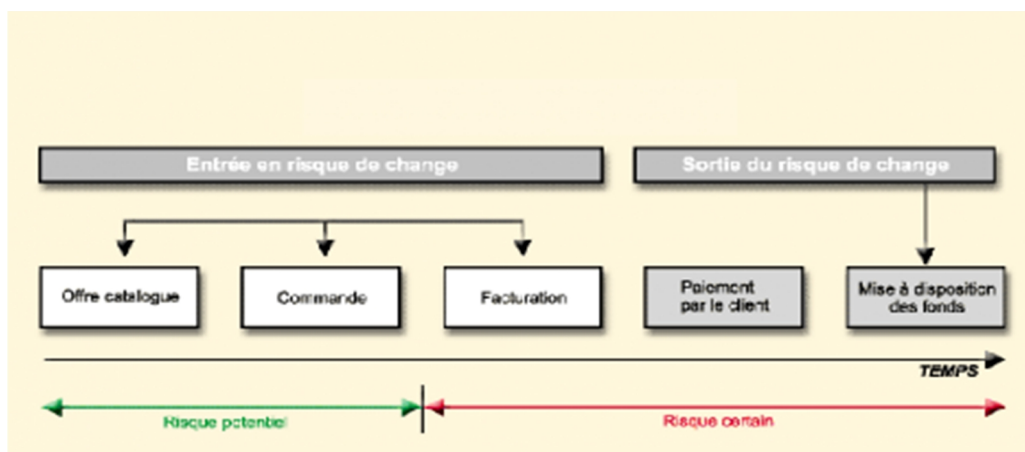 Entrée en risque de change
Sortie du risque de change
Offre catalogue
Commande
Facturation
Paiement
par le client
Mise à disposition
des fonds
TEMPS
Risque potentiel
Risque certain